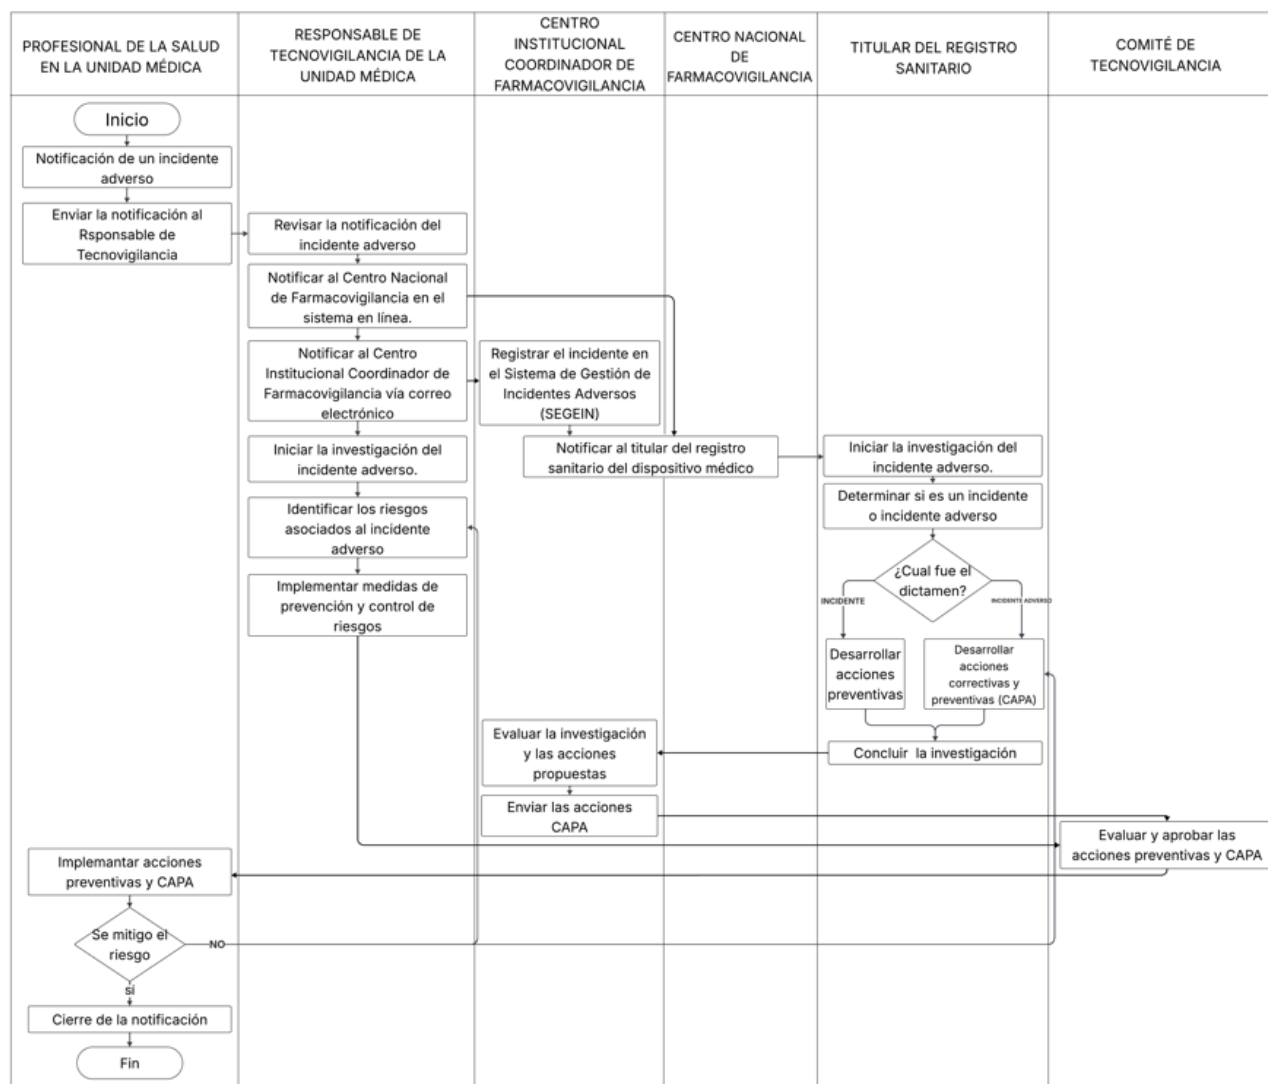 PROFESIONAL DE LA SALUD
EN LA UNIDAD MÉDICA
RESPONSABLE DE
TECNOVIGILANCIA DE LA
UNIDAD MÉDICA
CENTRO
INSTITUCIONAL
COORDINADOR DE
FARMACOVIGILANCIA
CENTRO NACIONAL
DE
FARMACOVIGILANCIA
TITULAR DEL REGISTRO
SANITARIO
COMITÉ DE
TECNOVIGILANCIA
Inicio
Notificación de un incidente
adverso
Enviar la notificación al
Rsponsable de
Tecnovigilancia
Revisar la notificación del
incidente adverso
Notificar al Centro Nacional
de Farmacovigilancia en el
sistema en línea.
Notificar al Centro
Institucional Coordinador de
Farmacovigilancia vía correo
electrónico
Registrar el incidente en
el Sistema de Gestión de
Incidentes Adversos
(SEGEIN)
Notificar al titular del registro
sanitario del dispositivo médico
Iniciar la investigación del
incidente adverso.
Identificar los riesgos
asociados al incidente
adverso
Implementar medidas de
prevención y control de
riesgos
Iniciar la investigación del
incidente adverso.
Determinar si es un incidente
o incidente adverso
¿Cual fue el
dictamen?
INCIDENTE
INCIDENTE ADVERSO
Desarrollar
acciones
preventivas
Desarrollar
acciones
correctivas y
preventivas (CAPA)
Concluir la investigación
Evaluar la investigación
y las acciones
propuestas
Enviar las acciones
CAPA
Evaluar y aprobar las
acciones preventivas y CAPA
Implemantar acciones
preventivas y CAPA
Se mitigo el
riesgo
NO
sí
Cierre de la notificación
Fin